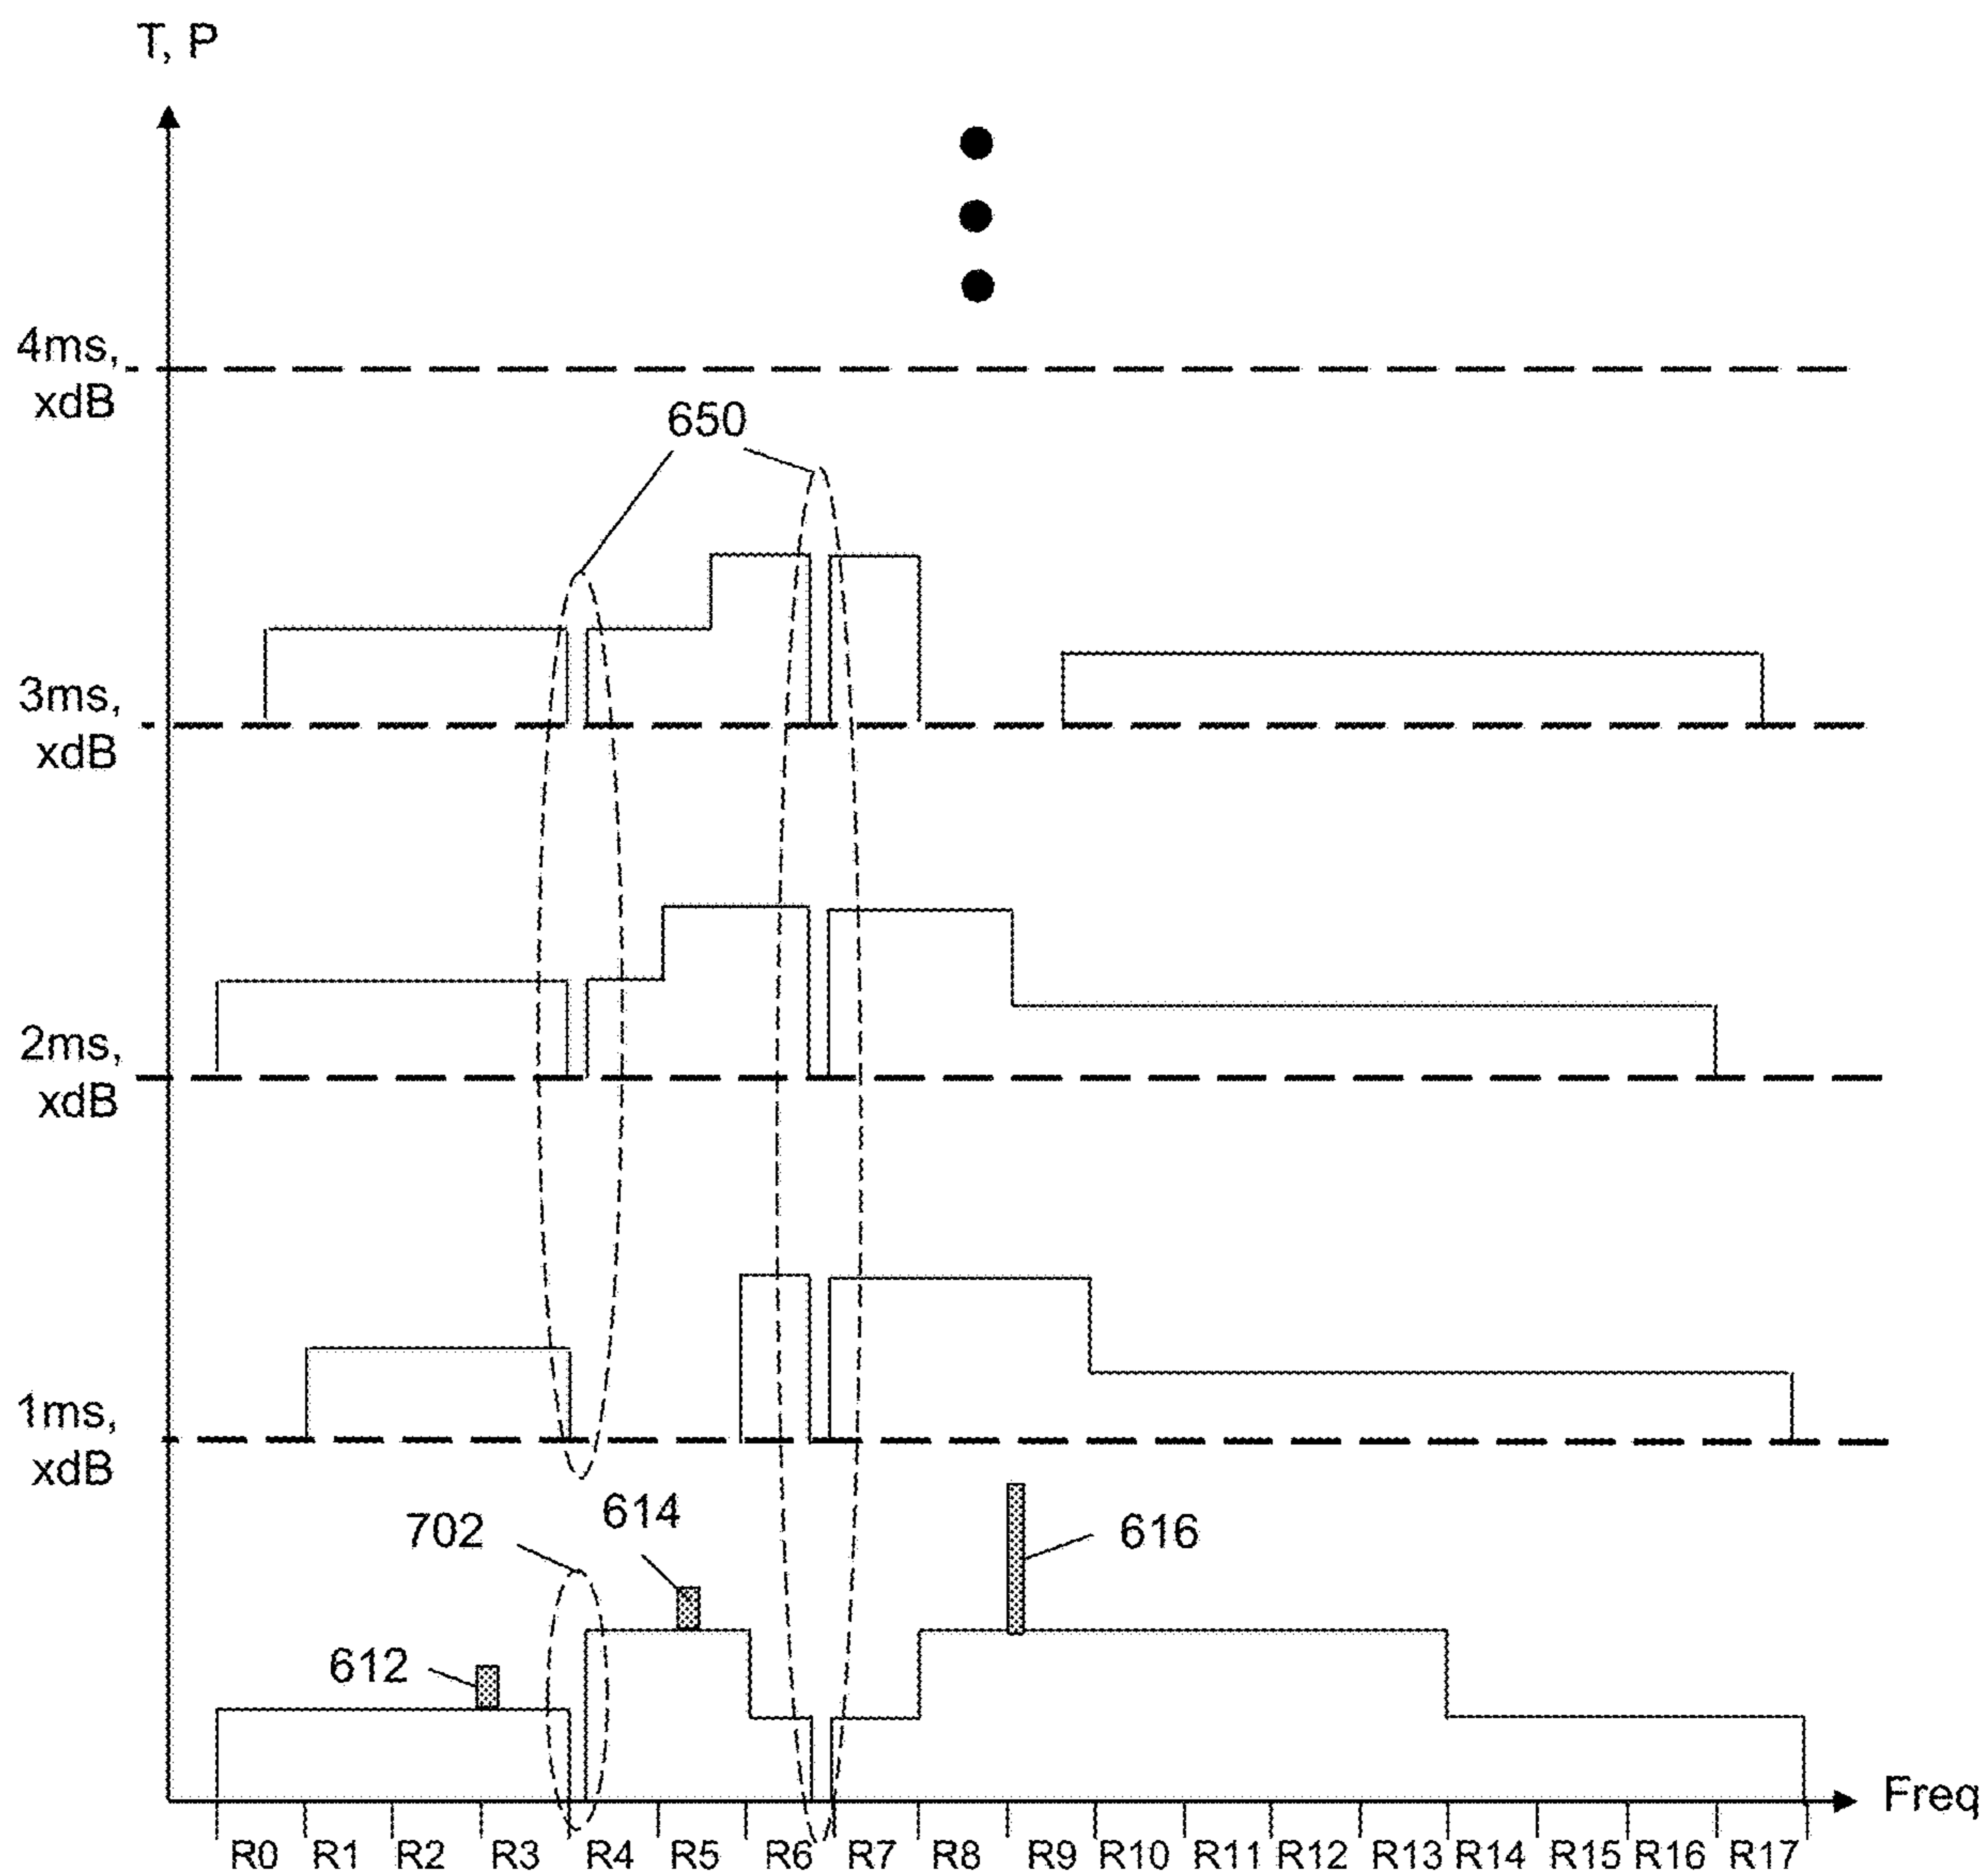 T, P
4ms,
xdB
650
3ms,
xdB
2ms,
xdB
1ms,
xdB
702
614
616
612
Freq
R0 R1 R2 R3 R4 R5 R6 R7 R8 R9 R10 R11 R12 R13 R14 R15 R16 R17